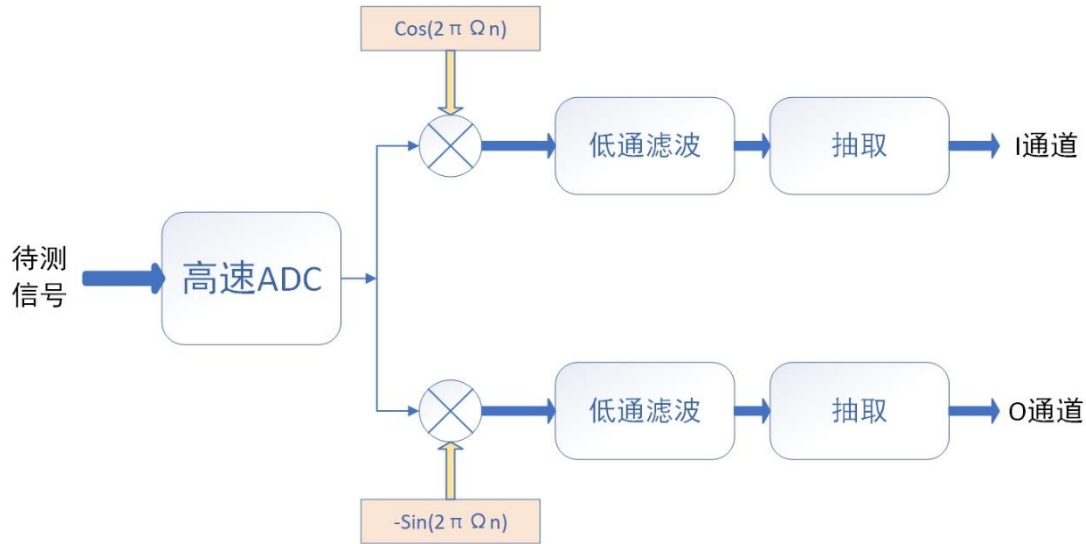 Cos(2πΩn)
低通滤波
抽取
I通道
待测
信号
高速ADC
低通滤波
抽取
O通道
-Sin(2πΩn)